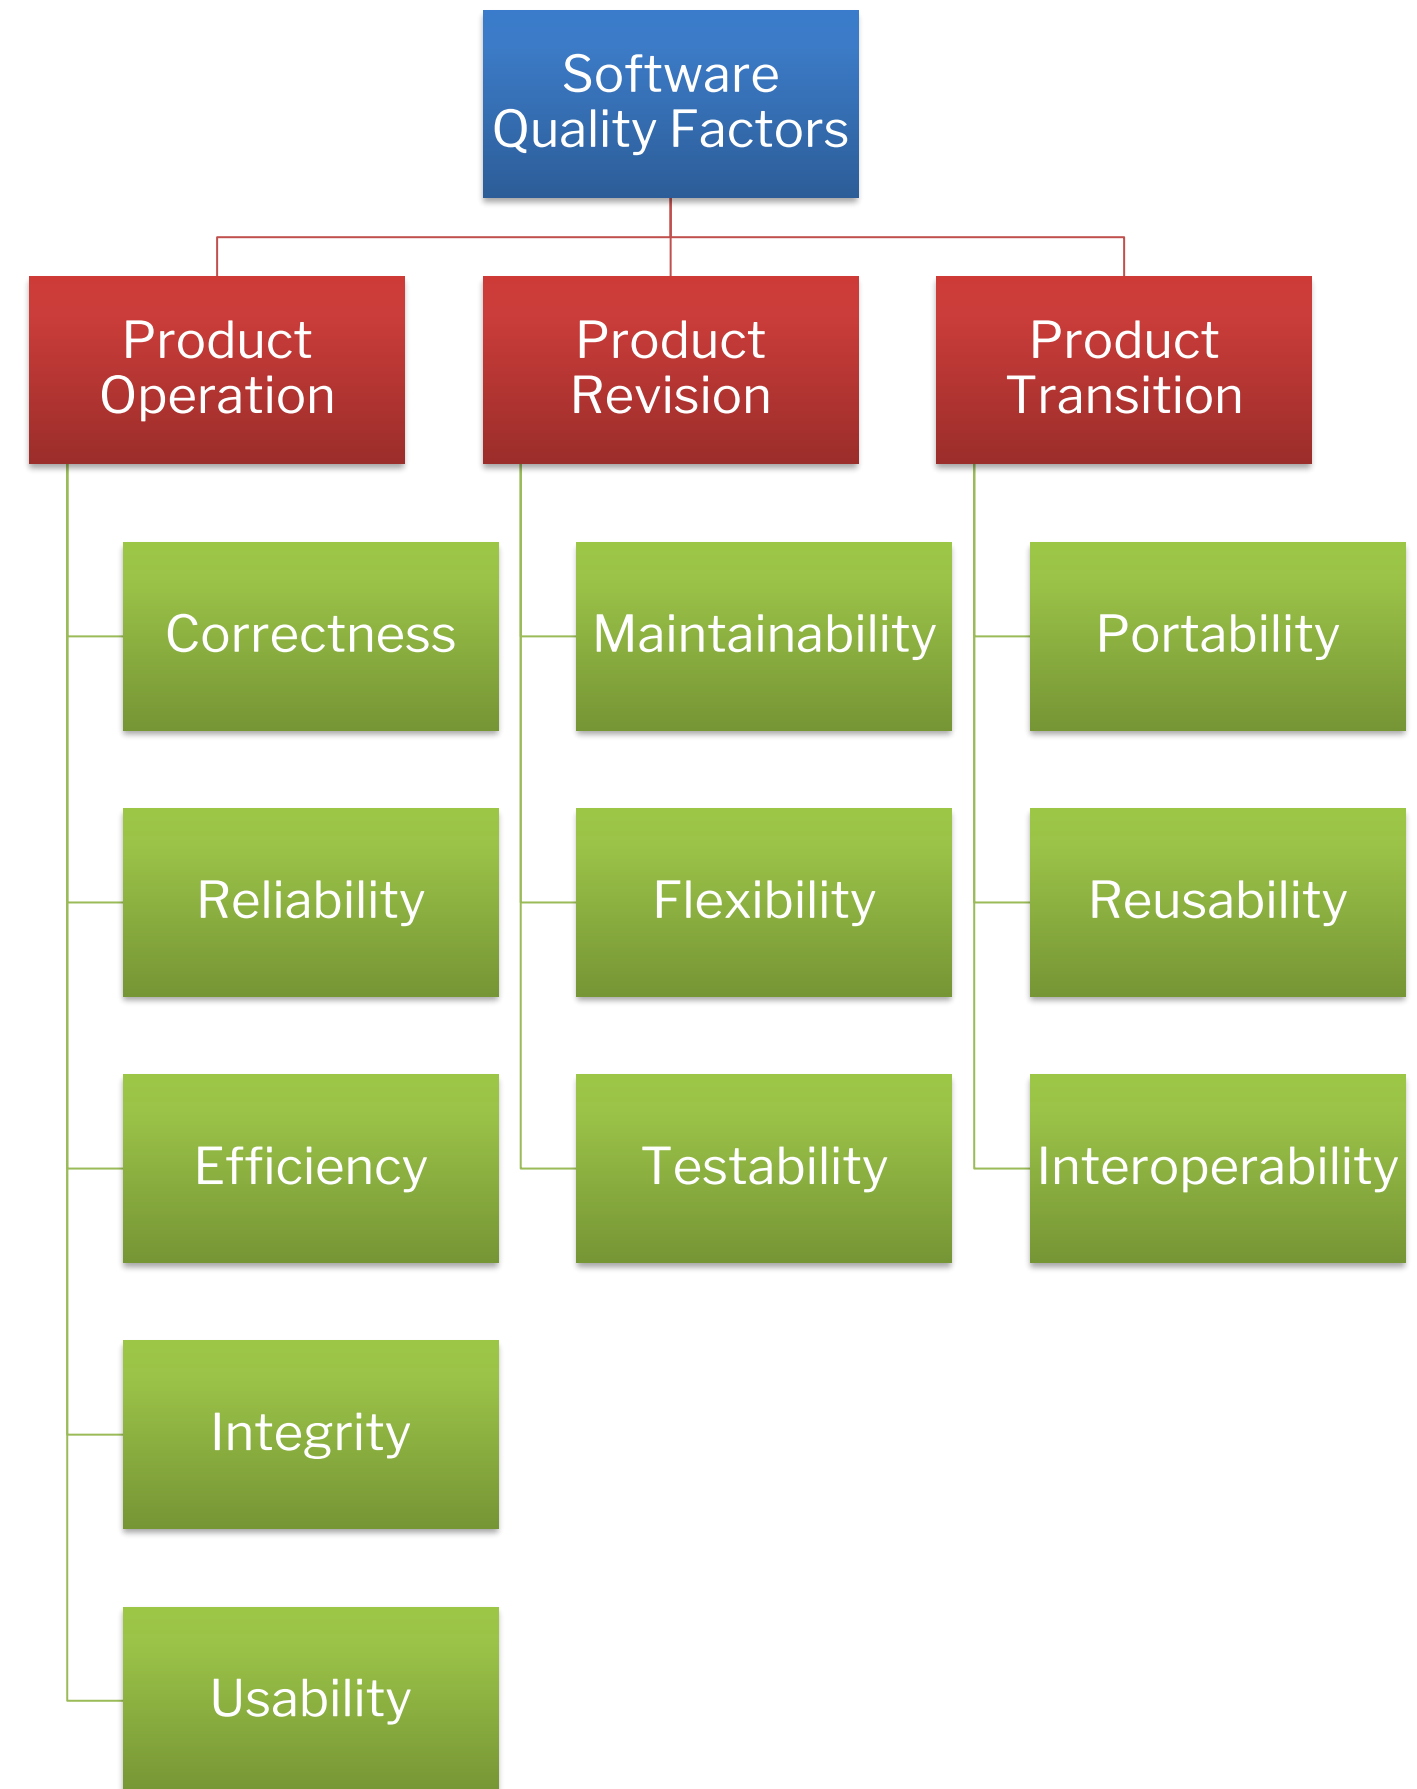 Software
Quality Factors
Product
Operation
Product
Revision
Product
Transition
Correctness
Maintainability
Portability
Reliability
Flexibility
Reusability
Efficiency
Testability
Interoperability
Integrity
Usability